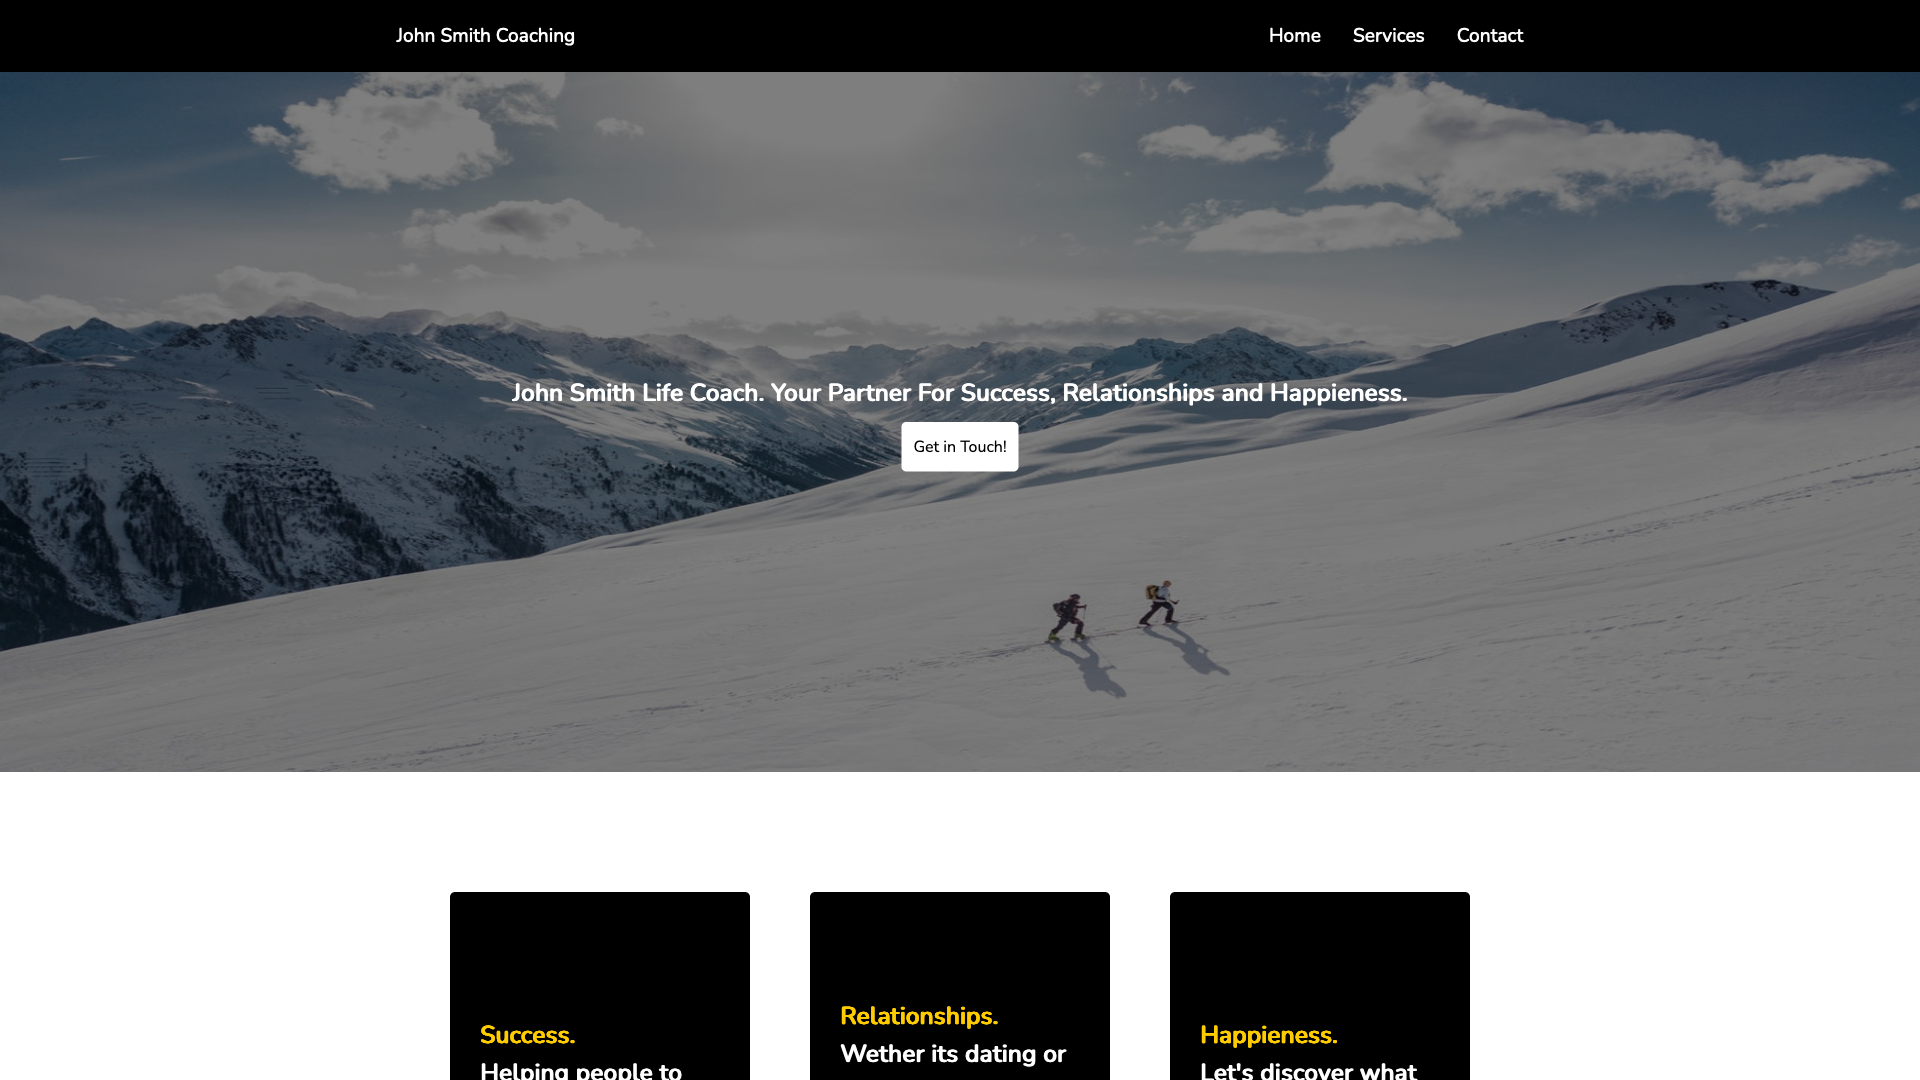 John Smith Coaching
Home Services Contact
John Smith Life Coach. Your Partner For Success, Relationships and Happieness.
Get in Touch!
Success.
Helping people to
Relationships.
Wether its dating or
Happieness.
Let's discover what